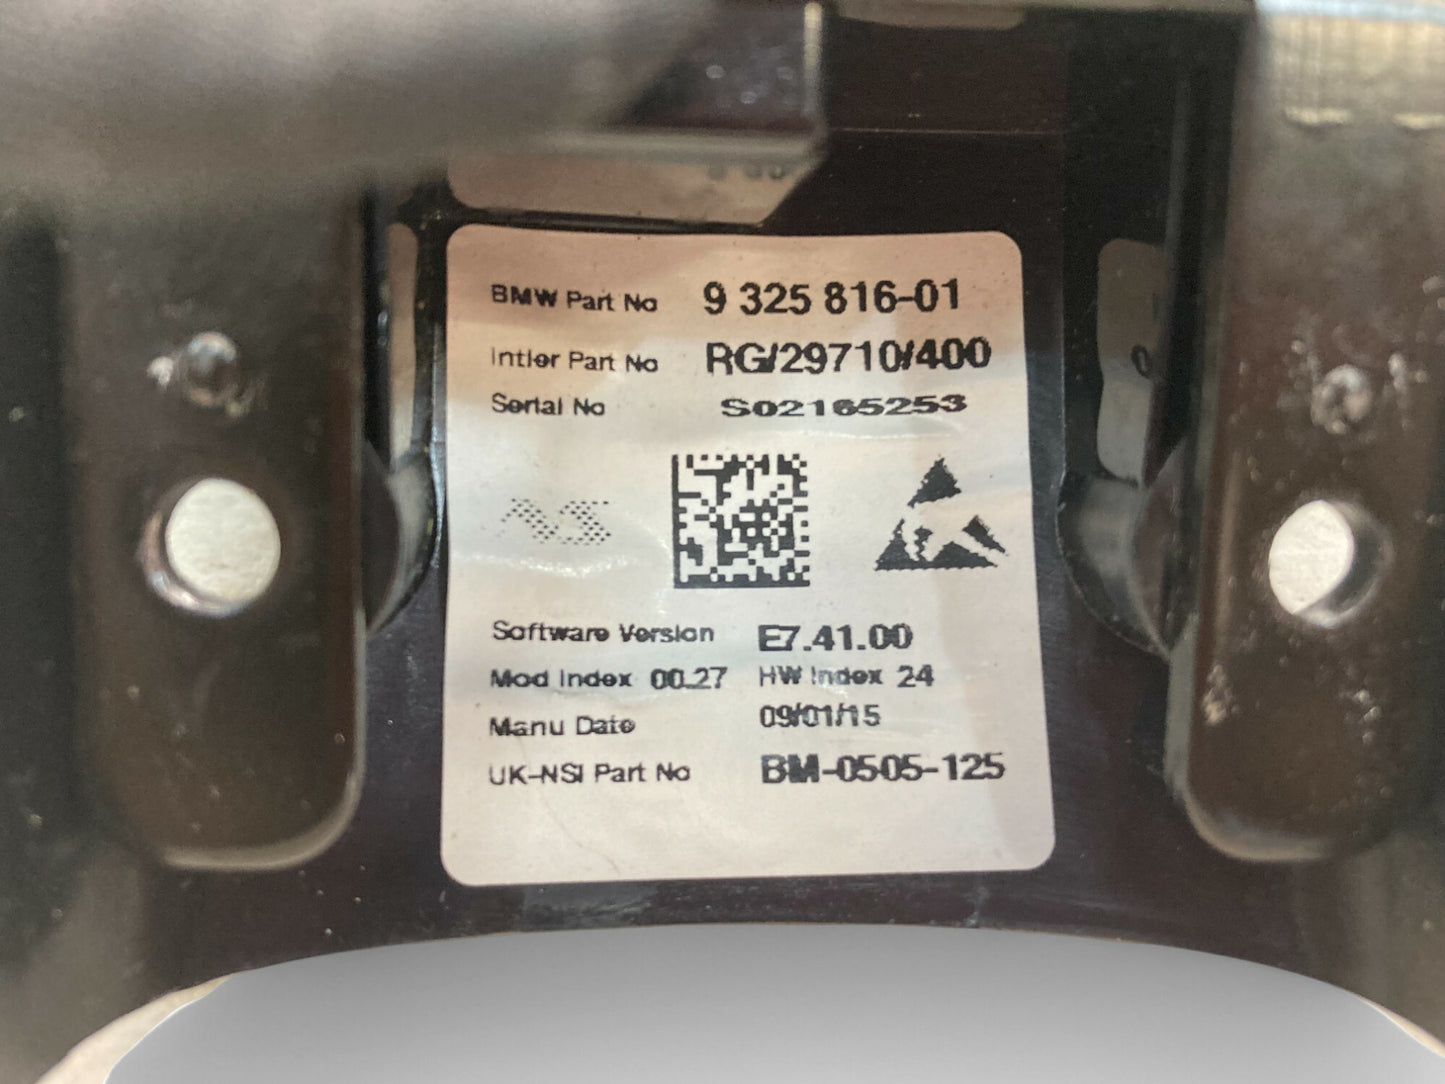 BMW Part No 9 325 816-01
Intier Part No RG/29710/400
Serial No S02165253
NS
Software Version E7.41.00
Mod Index 00.27 HW Index 24
Manu Date 09/01/15
UK-NSI Part No BM-0505-125